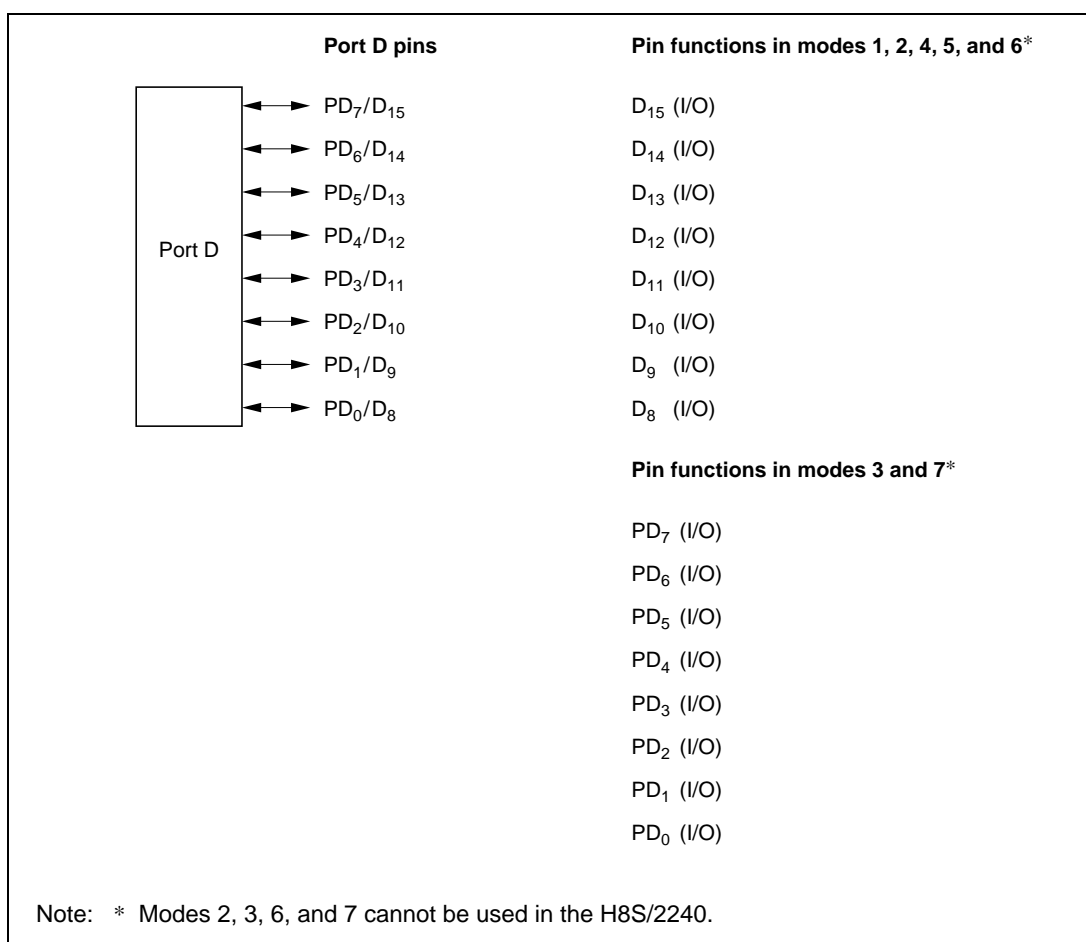 Port D pins Pin functions in modes 1, 2, 4, 5, and 6*
PD7/D15 D15 (I/O)
PD6/D14 D14 (I/O)
PD5/D13 D13 (I/O)
PD4/D12 D12 (I/O)
Port D
PD3/D11 D11 (I/O)
PD2/D10 D10 (I/O)
PD1/D9 D9 (I/O)
PD0/D8 D8 (I/O)
Pin functions in modes 3 and 7*
PD7 (I/O)
PD6 (I/O)
PD5 (I/O)
PD4 (I/O)
PD3 (I/O)
PD2 (I/O)
PD1 (I/O)
PD0 (I/O)
Note: * Modes 2, 3, 6, and 7 cannot be used in the H8S/2240.